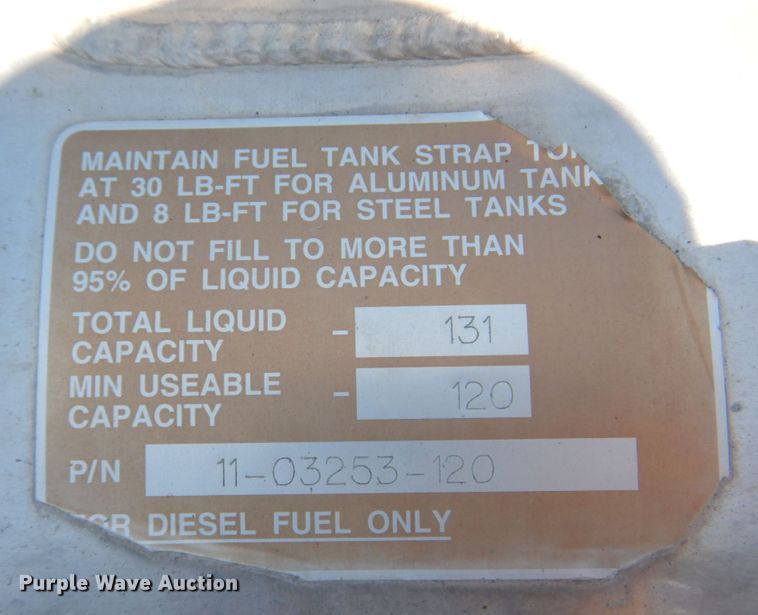 MAINTAIN FUEL TANK STRAP
AT 30 LB-FT FOR ALUMINUM TANK
AND 8 LB-FT FOR STEEL TANKS
DO NOT FILL TO MORE THAN
95% OF LIQUID CAPACITY
TOTAL LIQUID
CAPACITY - 131
MIN USEABLE
CAPACITY - 120
P/N 11-03253-120
FOR DIESEL FUEL ONLY
Purple Wave Auction